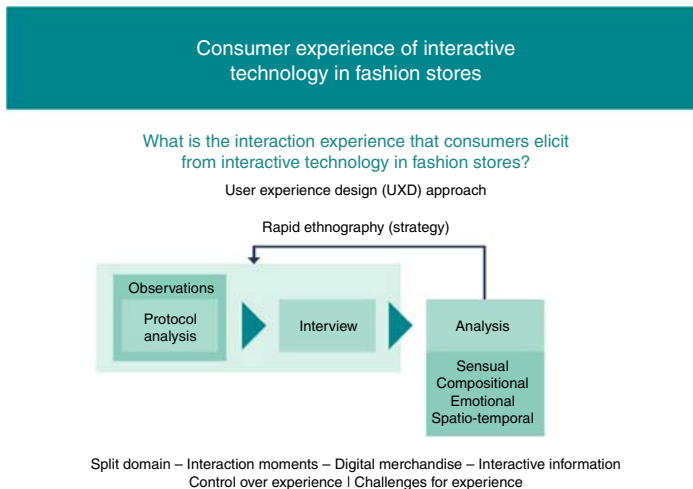 Consumer experience of interactive
technology in fashion stores
What is the interaction experience that consumers elicit
from interactive technology in fashion stores?
User experience design (UXD) approach
Rapid ethnography (strategy)
Observations
Protocol
analysis
Interview
Analysis
Sensual
Compositional
Emotional
Spatio-temporal
Split domain – Interaction moments – Digital merchandise – Interactive information
Control over experience | Challenges for experience